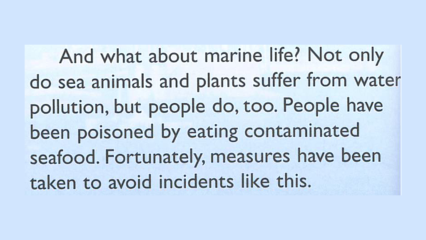 And what about marine life? Not only
do sea animals and plants suffer from water
pollution, but people do, too. People have
been poisoned by eating contaminated
seafood. Fortunately, measures have been
taken to avoid incidents like this.